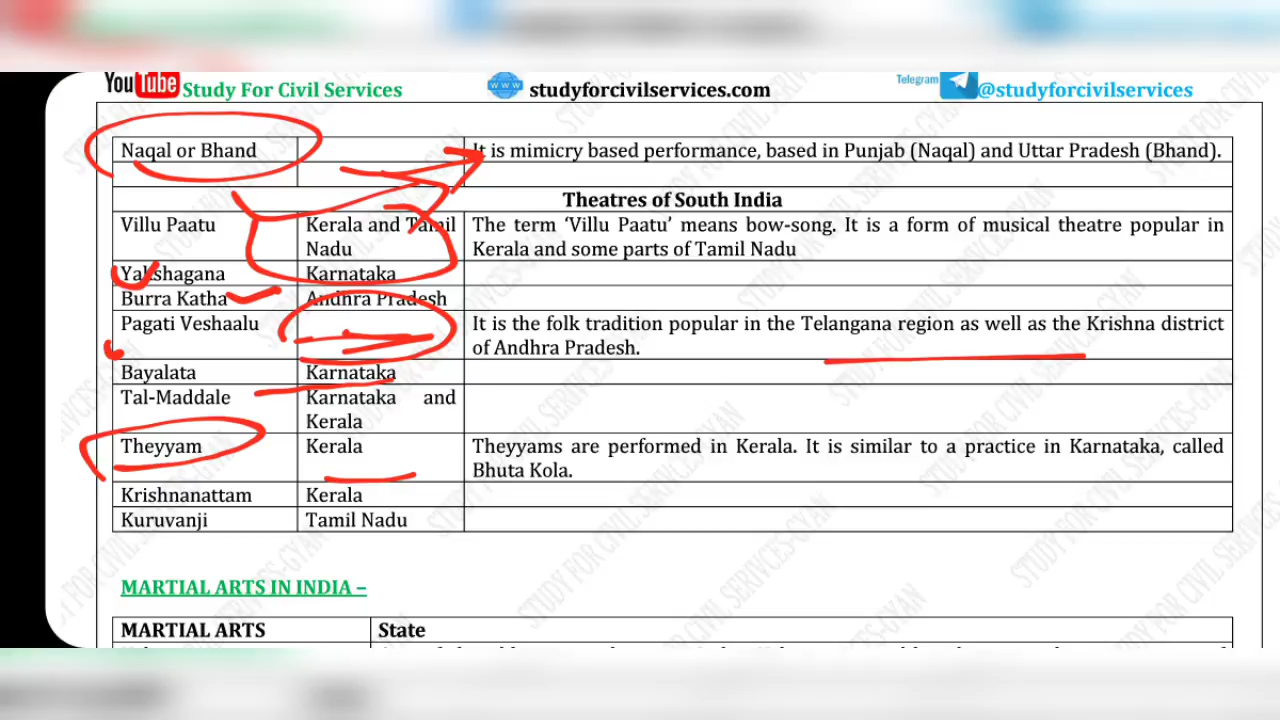 YouTube Study For Civil Services
www studyforcivilservices.com
Telegram @studyforcivilservices
Naqal or Bhand It is mimicry based performance, based in Punjab (Naqal) and Uttar Pradesh (Bhand).
Theatres of South India
Villu Paatu Kerala and Tamil The term ‘Villu Paatu’ means bow-song. It is a form of musical theatre popular in
Nadu Kerala and some parts of Tamil Nadu
Yakshagana Karnataka
Burra Katha Andhra Pradesh
Pagati Veshaalu It is the folk tradition popular in the Telangana region as well as the Krishna district
of Andhra Pradesh.
Bayalata Karnataka
Tal-Maddale Karnataka and
Kerala
Theyyam Kerala Theyyams are performed in Kerala. It is similar to a practice in Karnataka, called
Bhuta Kola.
Krishnanattam Kerala
Kuruvanji Tamil Nadu
MARTIAL ARTS IN INDIA –
MARTIAL ARTS State